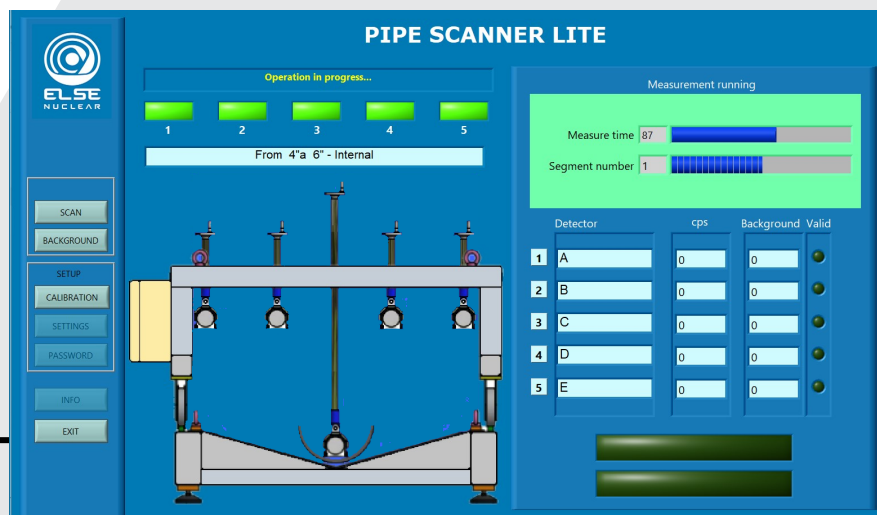 PIPE SCANNER LITE
ELSE
NUCLEAR
Operation in progress...
1 2 3 4 5
From 4"a 6" - Internal
SCAN
BACKGROUND
SETUP
CALIBRATION
SETTINGS
PASSWORD
INFO
EXIT
Measurement running
Measure time 87
Segment number 1
Detector cps Background Valid
1 A 0 0
2 B 0 0
3 C 0 0
4 D 0 0
5 E 0 0